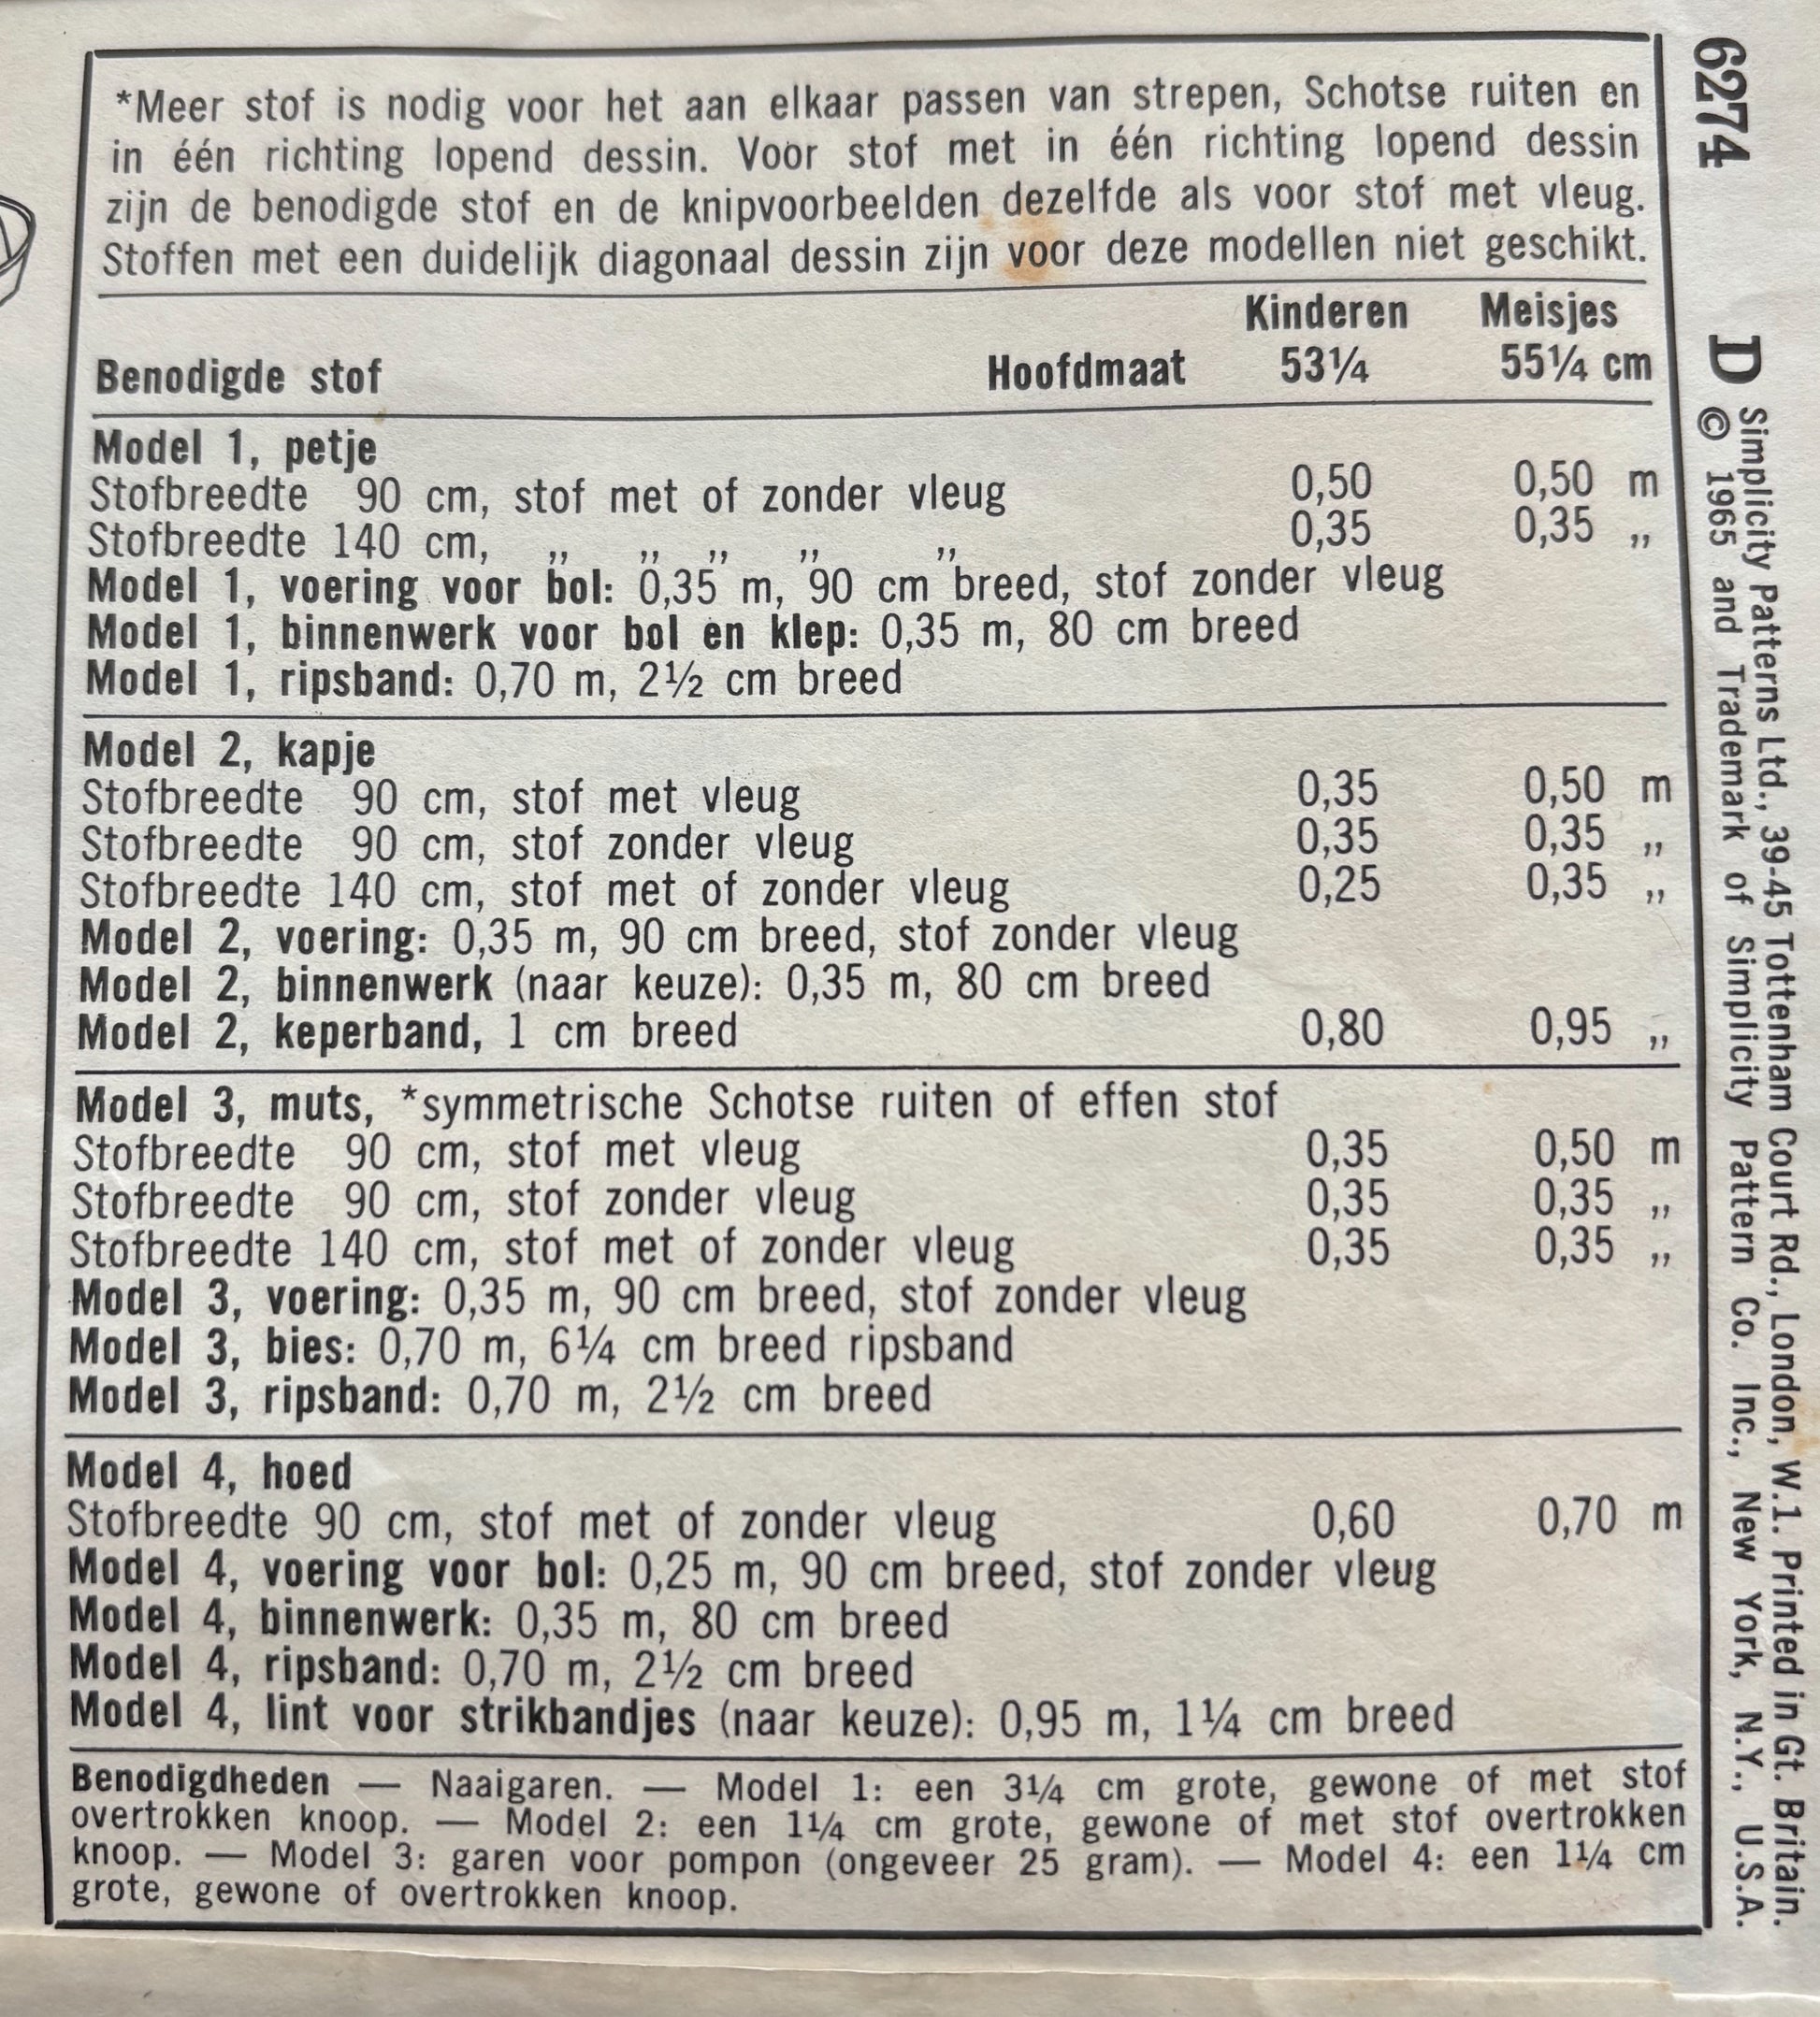 *Meer stof is nodig voor het aan elkaar passen van strepen, Schotse ruiten en
in één richting lopend dessin. Voor stof met in één richting lopend dessin
zijn de benodigde stof en de knipvoorbeelden dezelfde als voor stof met vleug.
Stoffen met een duidelijk diagonaal dessin zijn voor deze modellen niet geschikt.
Kinderen Meisjes
Benodigde stof Hoofdmaat 53¼ 55¼ cm
Model 1, petje
Stofbreedte 90 cm, stof met of zonder vleug 0,50 0,50 m
Stofbreedte 140 cm, ,, ,, ,, ,, ,, 0,35 0,35 ,,
Model 1, voering voor bol: 0,35 m, 90 cm breed, stof zonder vleug
Model 1, binnenwerk voor bol en klep: 0,35 m, 80 cm breed
Model 1, ripsband: 0,70 m, 2½ cm breed
Model 2, kapje
Stofbreedte 90 cm, stof met vleug 0,35 0,50 m
Stofbreedte 90 cm, stof zonder vleug 0,35 0,35 ,,
Stofbreedte 140 cm, stof met of zonder vleug 0,25 0,35 ,,
Model 2, voering: 0,35 m, 90 cm breed, stof zonder vleug
Model 2, binnenwerk (naar keuze): 0,35 m, 80 cm breed
Model 2, keperband, 1 cm breed 0,80 0,95 ,,
Model 3, muts, *symmetrische Schotse ruiten of effen stof
Stofbreedte 90 cm, stof met vleug 0,35 0,50 m
Stofbreedte 90 cm, stof zonder vleug 0,35 0,35 ,,
Stofbreedte 140 cm, stof met of zonder vleug 0,35 0,35 ,,
Model 3, voering: 0,35 m, 90 cm breed, stof zonder vleug
Model 3, bies: 0,70 m, 6¼ cm breed ripsband
Model 3, ripsband: 0,70 m, 2½ cm breed
Model 4, hoed
Stofbreedte 90 cm, stof met of zonder vleug 0,60 0,70 m
Model 4, voering voor bol: 0,25 m, 90 cm breed, stof zonder vleug
Model 4, binnenwerk: 0,35 m, 80 cm breed
Model 4, ripsband: 0,70 m, 2½ cm breed
Model 4, lint voor strikbandjes (naar keuze): 0,95 m, 1¼ cm breed
Benodigdheden — Naaigaren. — Model 1: een 3¼ cm grote, gewone of met stof
overtrokken knoop. — Model 2: een 1¼ cm grote, gewone of met stof overtrokken
knoop. — Model 3: garen voor pompon (ongeveer 25 gram). — Model 4: een 1¼ cm
grote, gewone of overtrokken knoop.
6274 D
Simplicity Patterns Ltd., 39-45 Tottenham Court Rd., London, W.1. Printed in Gt. Britain.
© 1965 and Trademark of Simplicity Pattern Co. Inc., New York, N.Y., U.S.A.